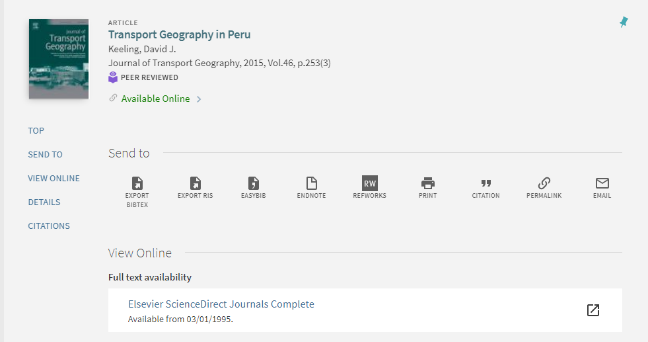 ARTICLE
Transport Geography in Peru
Keeling, David J.
Journal of Transport Geography, 2015, Vol.46, p.253(3)
PEER REVIEWED
Available Online
Journal of
Transport
Geography
TOP
SEND TO
VIEW ONLINE
DETAILS
CITATIONS
Send to
EXPORT BIBTEX
EXPORT RIS
EASYBIB
ENDNOTE
RW
REFWORKS
PRINT
CITATION
PERMALINK
EMAIL
View Online
Full text availability
Elsevier ScienceDirect Journals Complete
Available from 03/01/1995.